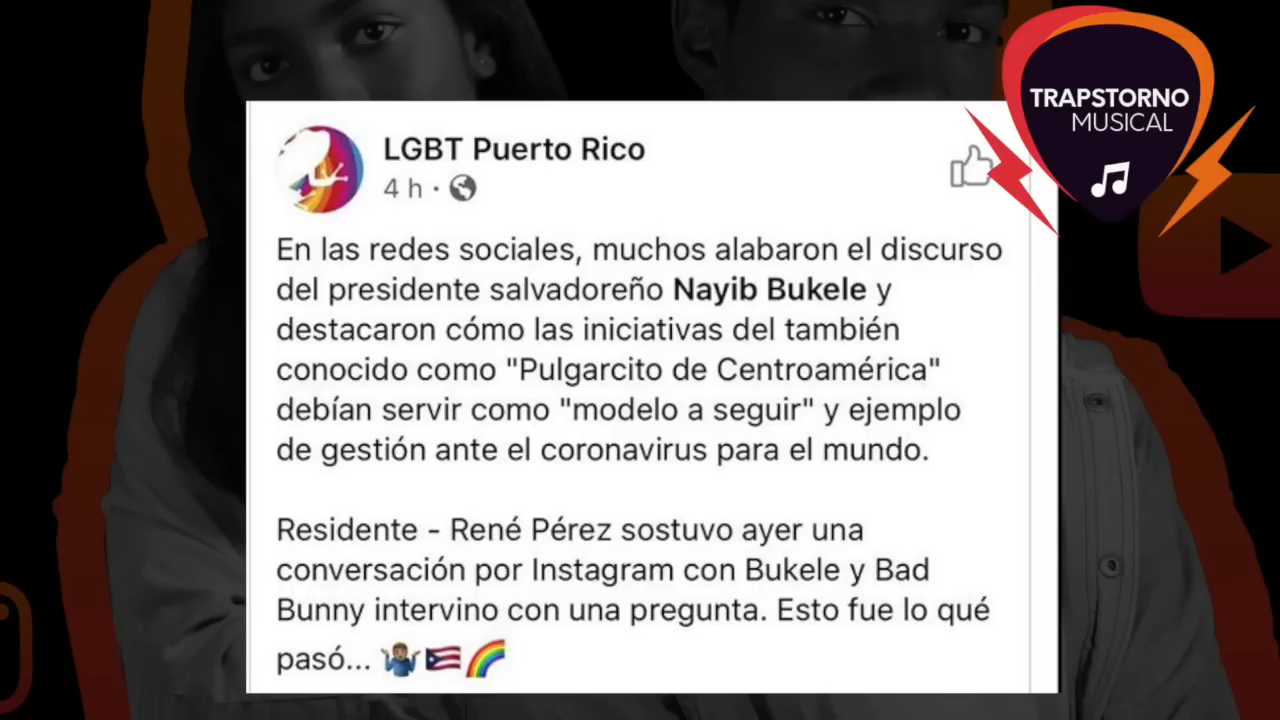 TRAPSTORNO
MUSICAL
LGBT Puerto Rico
4 h ·
En las redes sociales, muchos alabaron el discurso
del presidente salvadoreño Nayib Bukele y
destacaron cómo las iniciativas del también
conocido como "Pulgarcito de Centroamérica"
debían servir como "modelo a seguir" y ejemplo
de gestión ante el coronavirus para el mundo.
Residente - René Pérez sostuvo ayer una
conversación por Instagram con Bukele y Bad
Bunny intervino con una pregunta. Esto fue lo qué
pasó... 🤷🏽‍♂️🇵🇷🌈